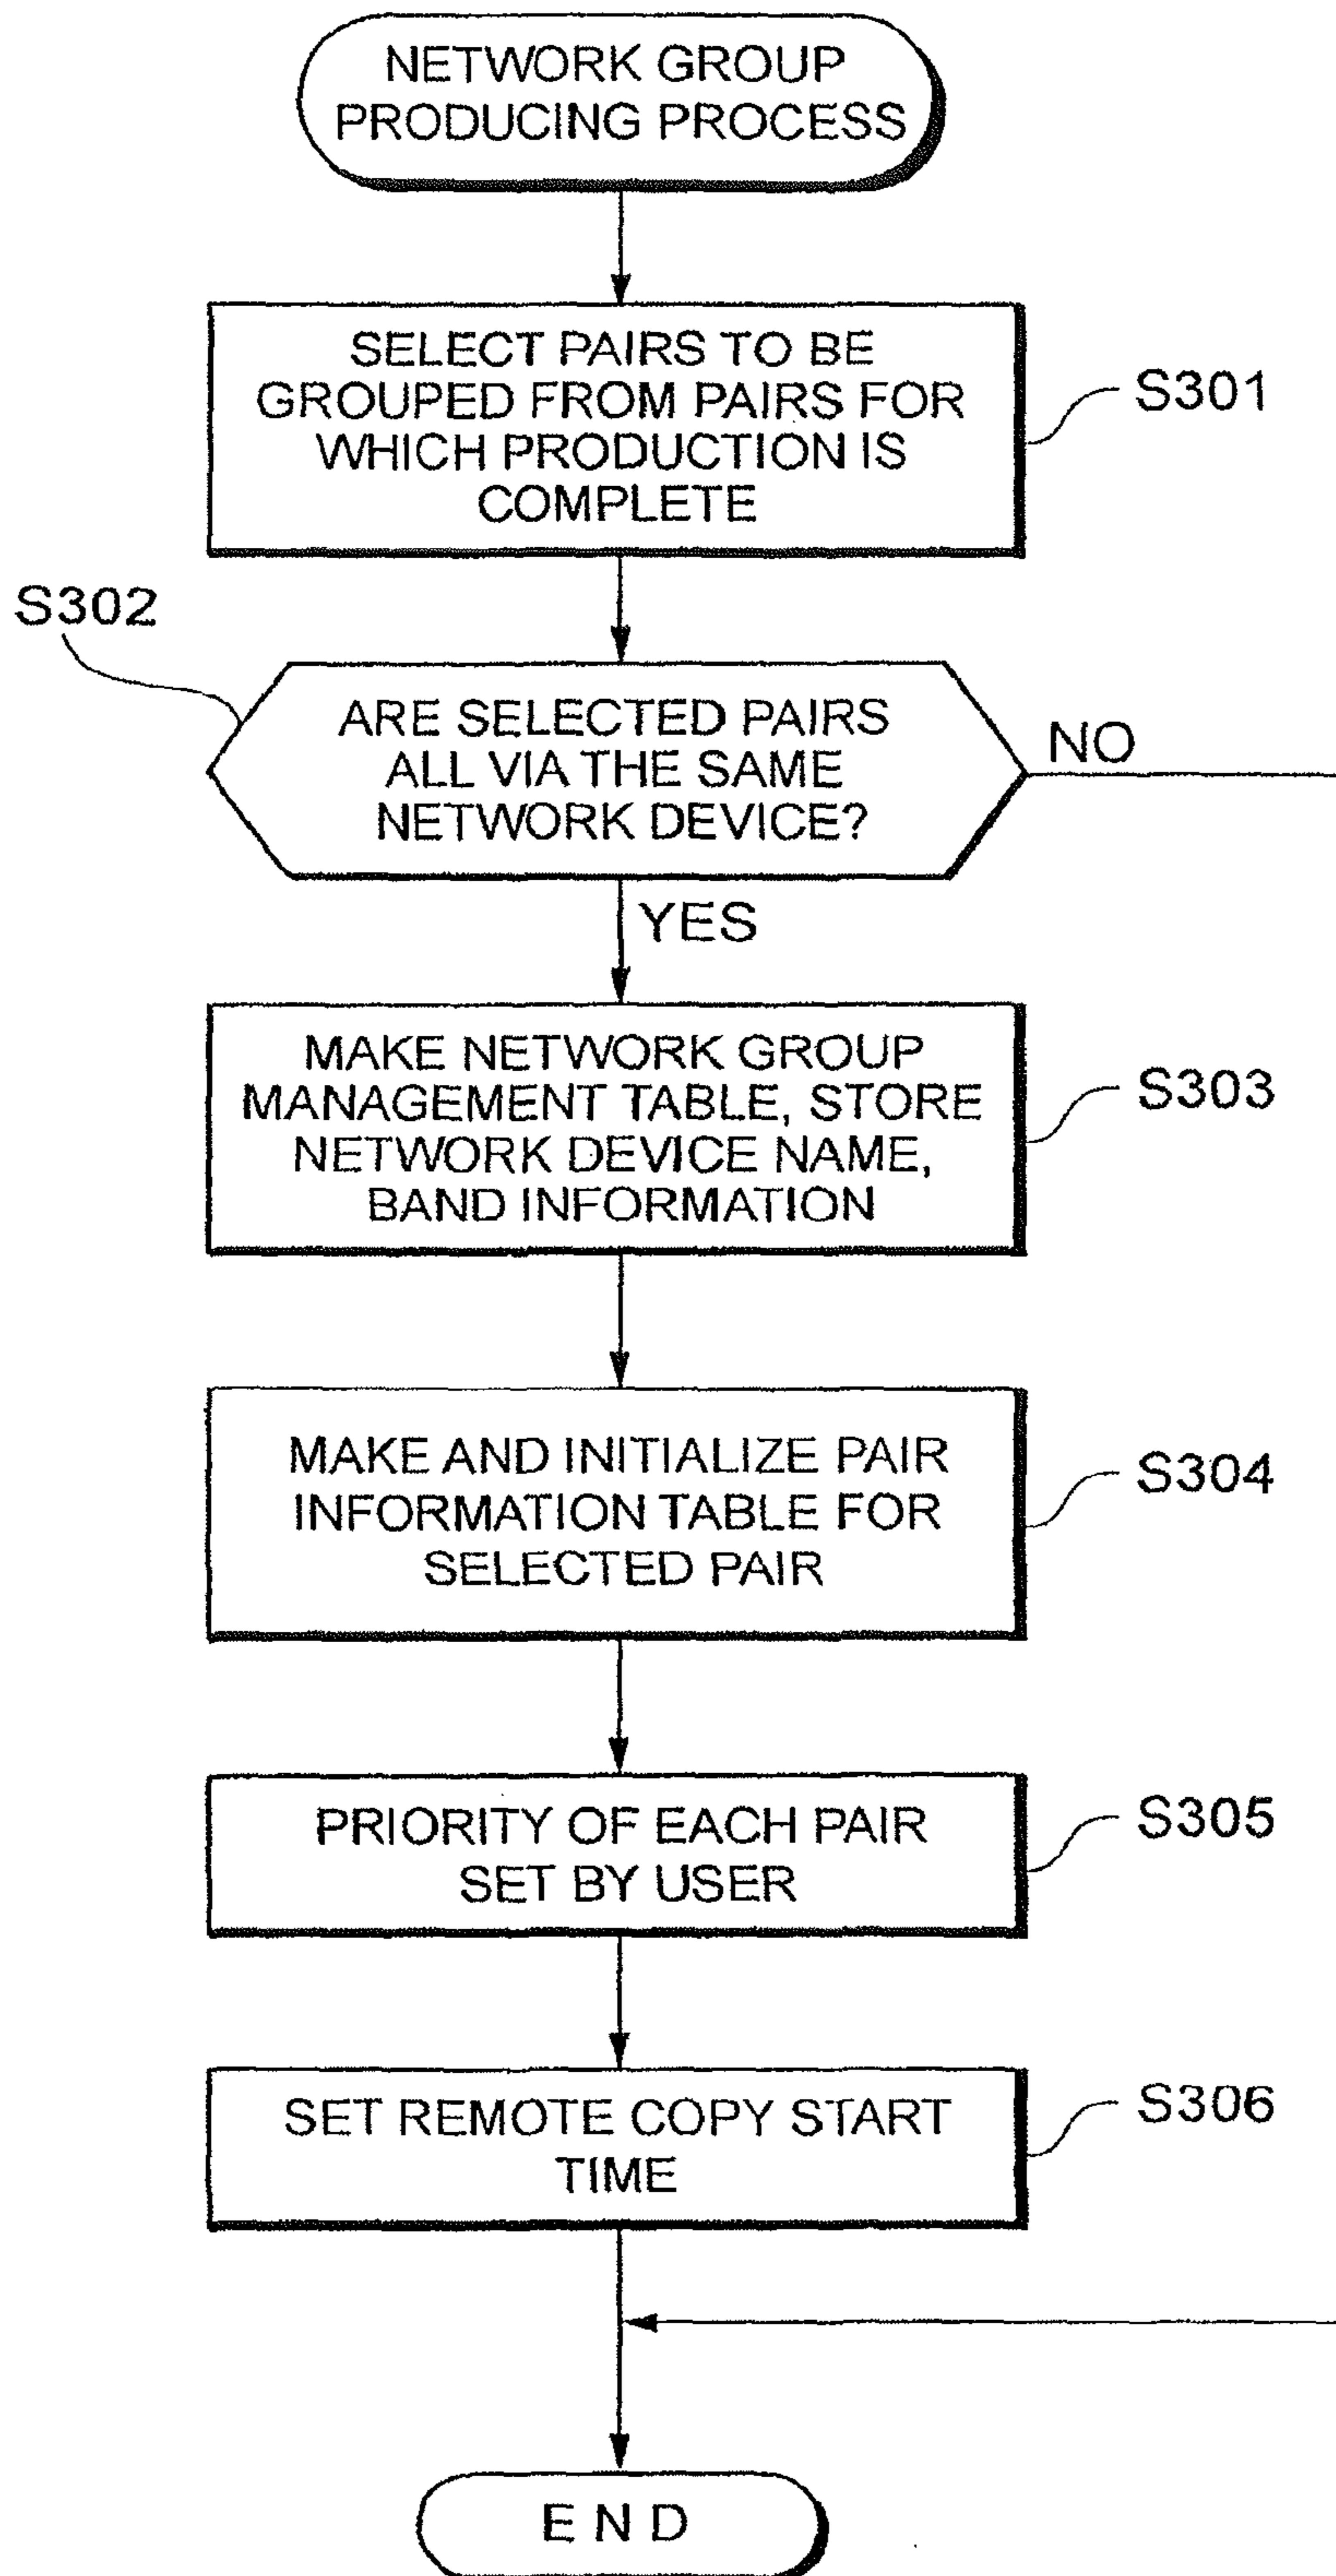 NETWORK GROUP
PRODUCING PROCESS
SELECT PAIRS TO BE
GROUPED FROM PAIRS FOR
WHICH PRODUCTION IS
COMPLETE
S301
S302
ARE SELECTED PAIRS
ALL VIA THE SAME
NETWORK DEVICE?
NO
YES
MAKE NETWORK GROUP
MANAGEMENT TABLE, STORE
NETWORK DEVICE NAME,
BAND INFORMATION
S303
MAKE AND INITIALIZE PAIR
INFORMATION TABLE FOR
SELECTED PAIR
S304
PRIORITY OF EACH PAIR
SET BY USER
S305
SET REMOTE COPY START
TIME
S306
END